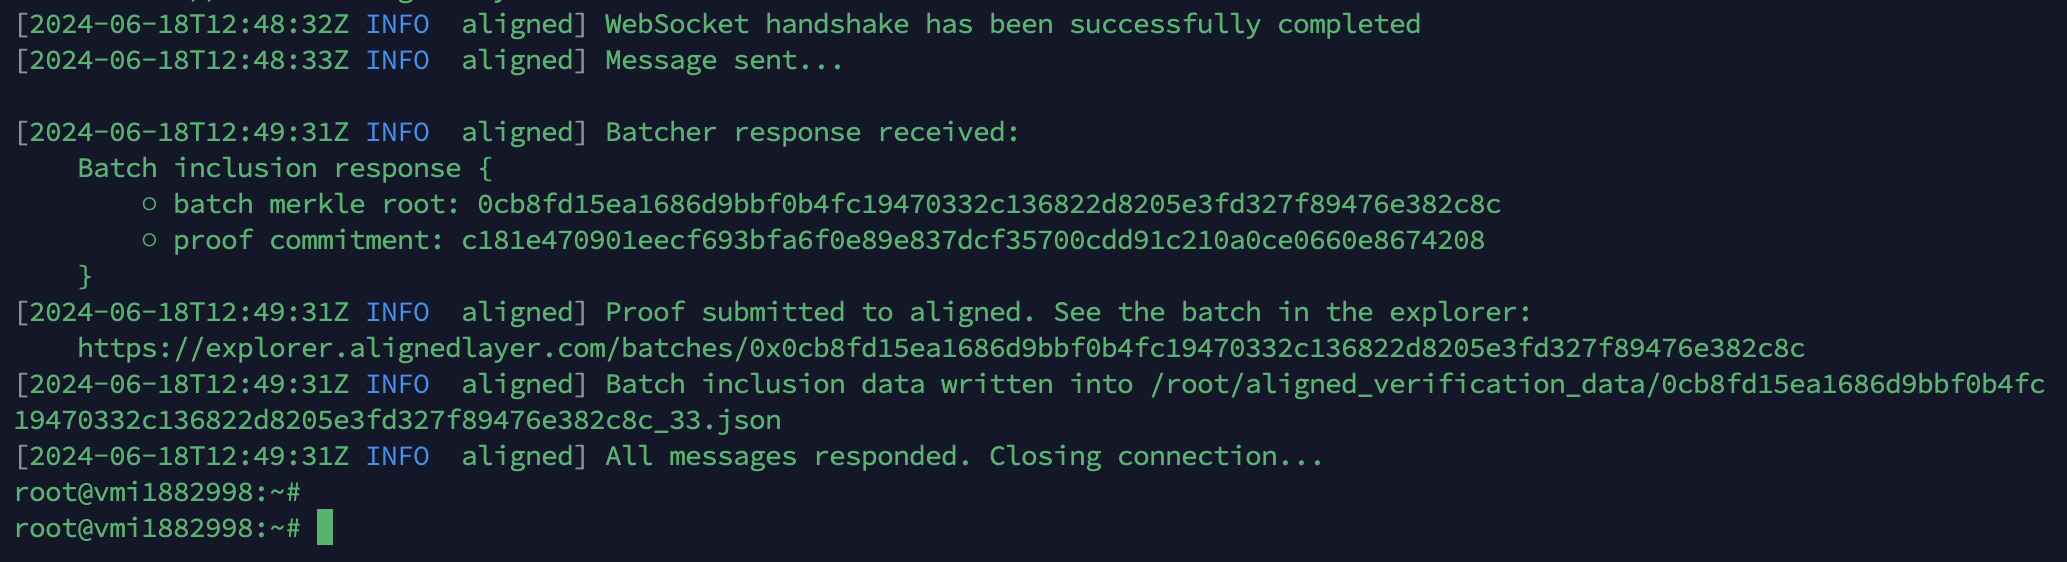 [2024-06-18T12:48:32Z INFO  aligned] WebSocket handshake has been successfully completed
[2024-06-18T12:48:33Z INFO  aligned] Message sent...
[2024-06-18T12:49:31Z INFO  aligned] Batcher response received:
    Batch inclusion response {
        ○ batch merkle root: 0cb8fd15ea1686d9bbf0b4fc19470332c136822d8205e3fd327f89476e382c8c
        ○ proof commitment: c181e470901eecf693bfa6f0e89e837dcf35700cdd91c210a0ce0660e8674208
    }
[2024-06-18T12:49:31Z INFO  aligned] Proof submitted to aligned. See the batch in the explorer:
    https://explorer.alignedlayer.com/batches/0x0cb8fd15ea1686d9bbf0b4fc19470332c136822d8205e3fd327f89476e382c8c
[2024-06-18T12:49:31Z INFO  aligned] Batch inclusion data written into /root/aligned_verification_data/0cb8fd15ea1686d9bbf0b4fc
19470332c136822d8205e3fd327f89476e382c8c_33.json
[2024-06-18T12:49:31Z INFO  aligned] All messages responded. Closing connection...
root@vmi1882998:~#
root@vmi1882998:~#